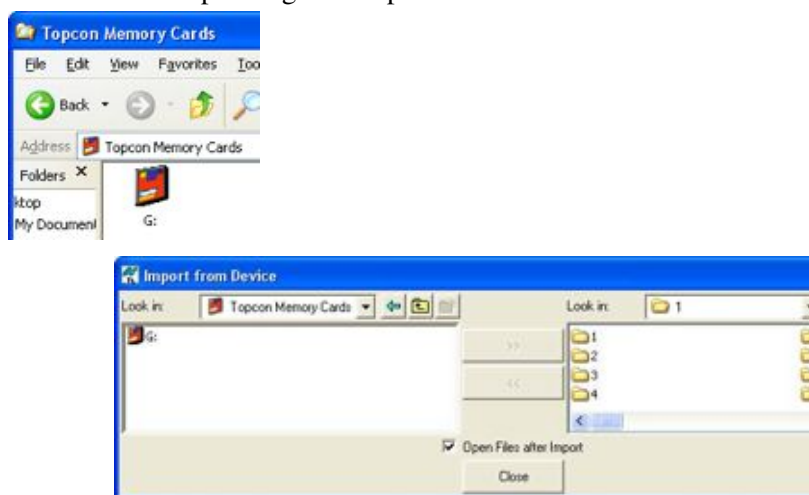 Topcon Memory Cards
File Edit View Favorites Too
Back
Address Topcon Memory Cards
Folders X
ktop
My Document
G:
Import from Device
Look in: Topcon Memory Cards
Look in: 1
G:
>>
<<
1
2
3
4
Open Files after Import
Close